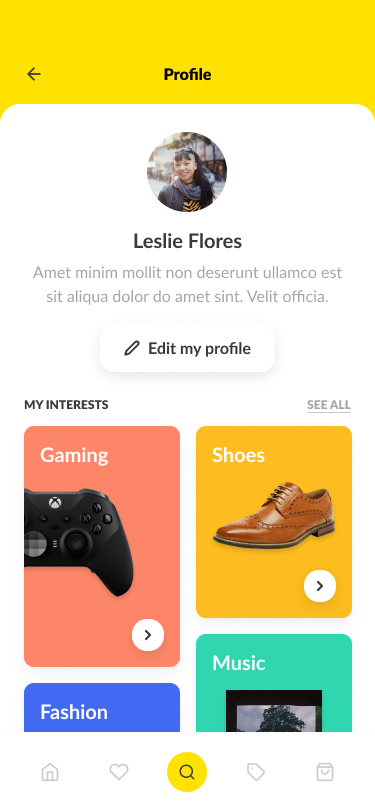 Profile
Leslie Flores
Amet minim mollit non deserunt ullamco est
sit aliqua dolor do amet sint. Velit officia.
Edit my profile
MY INTERESTS
SEE ALL
Gaming
Shoes
Music
Fashion